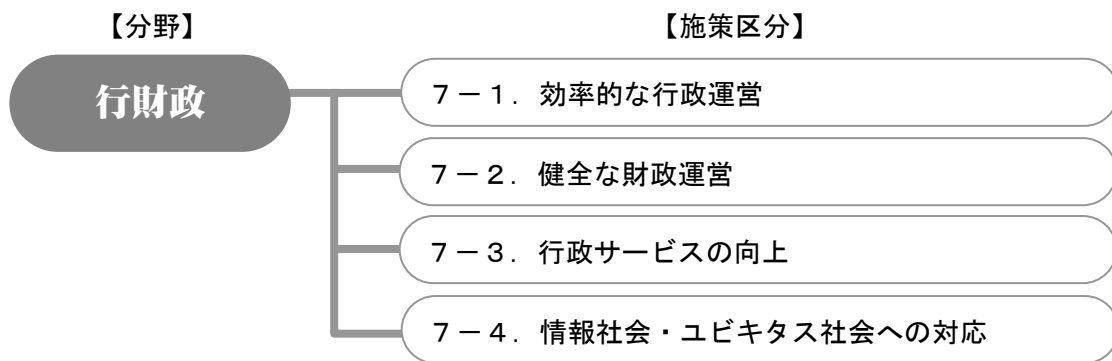 【分野】 【施策区分】
行財政
７－１．効率的な行政運営
７－２．健全な財政運営
７－３．行政サービスの向上
７－４．情報社会・ユビキタス社会への対応